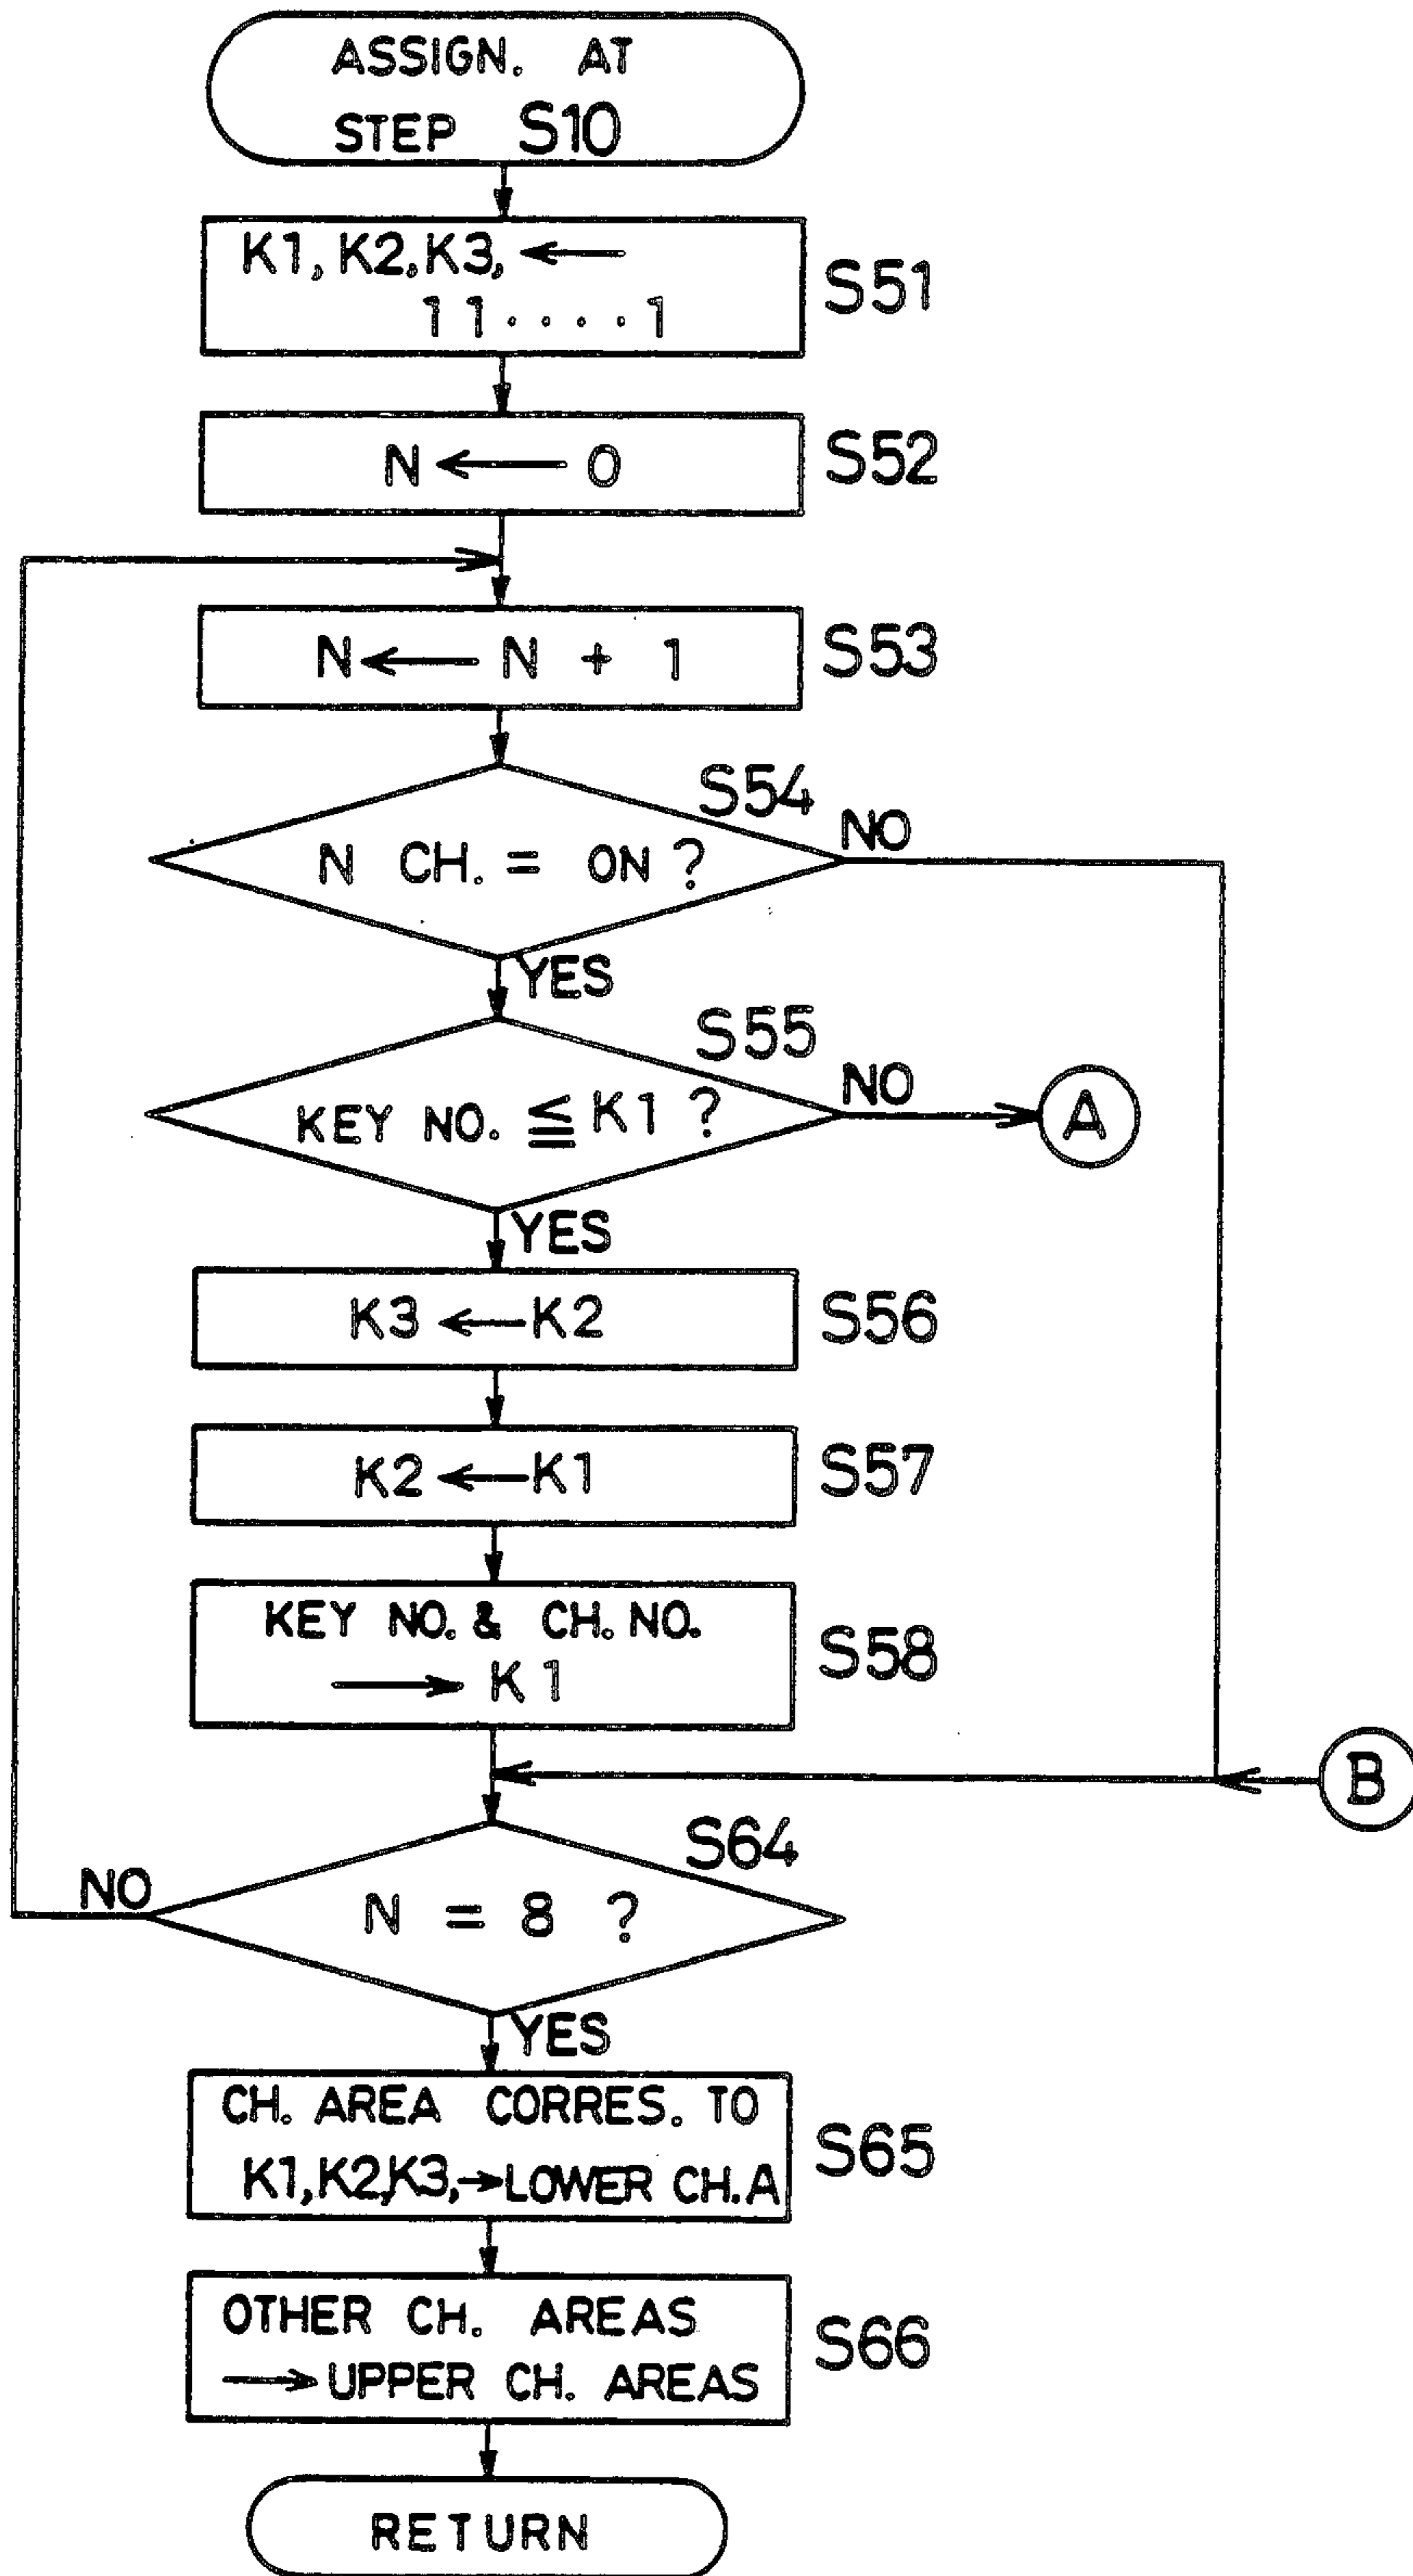 ASSIGN. AT
STEP S10
K1, K2, K3, ←
11 · · · · 1
S51
N ← 0
S52
N ← N + 1
S53
S54
N CH. = ON ?
NO
YES
S55
KEY NO. ≦ K1 ?
NO
A
YES
K3 ← K2
S56
K2 ← K1
S57
KEY NO. & CH. NO.
→ K1
S58
B
S64
NO
N = 8 ?
YES
CH. AREA CORRES. TO
K1, K2, K3, → LOWER CH. A
S65
OTHER CH. AREAS
→ UPPER CH. AREAS
S66
RETURN